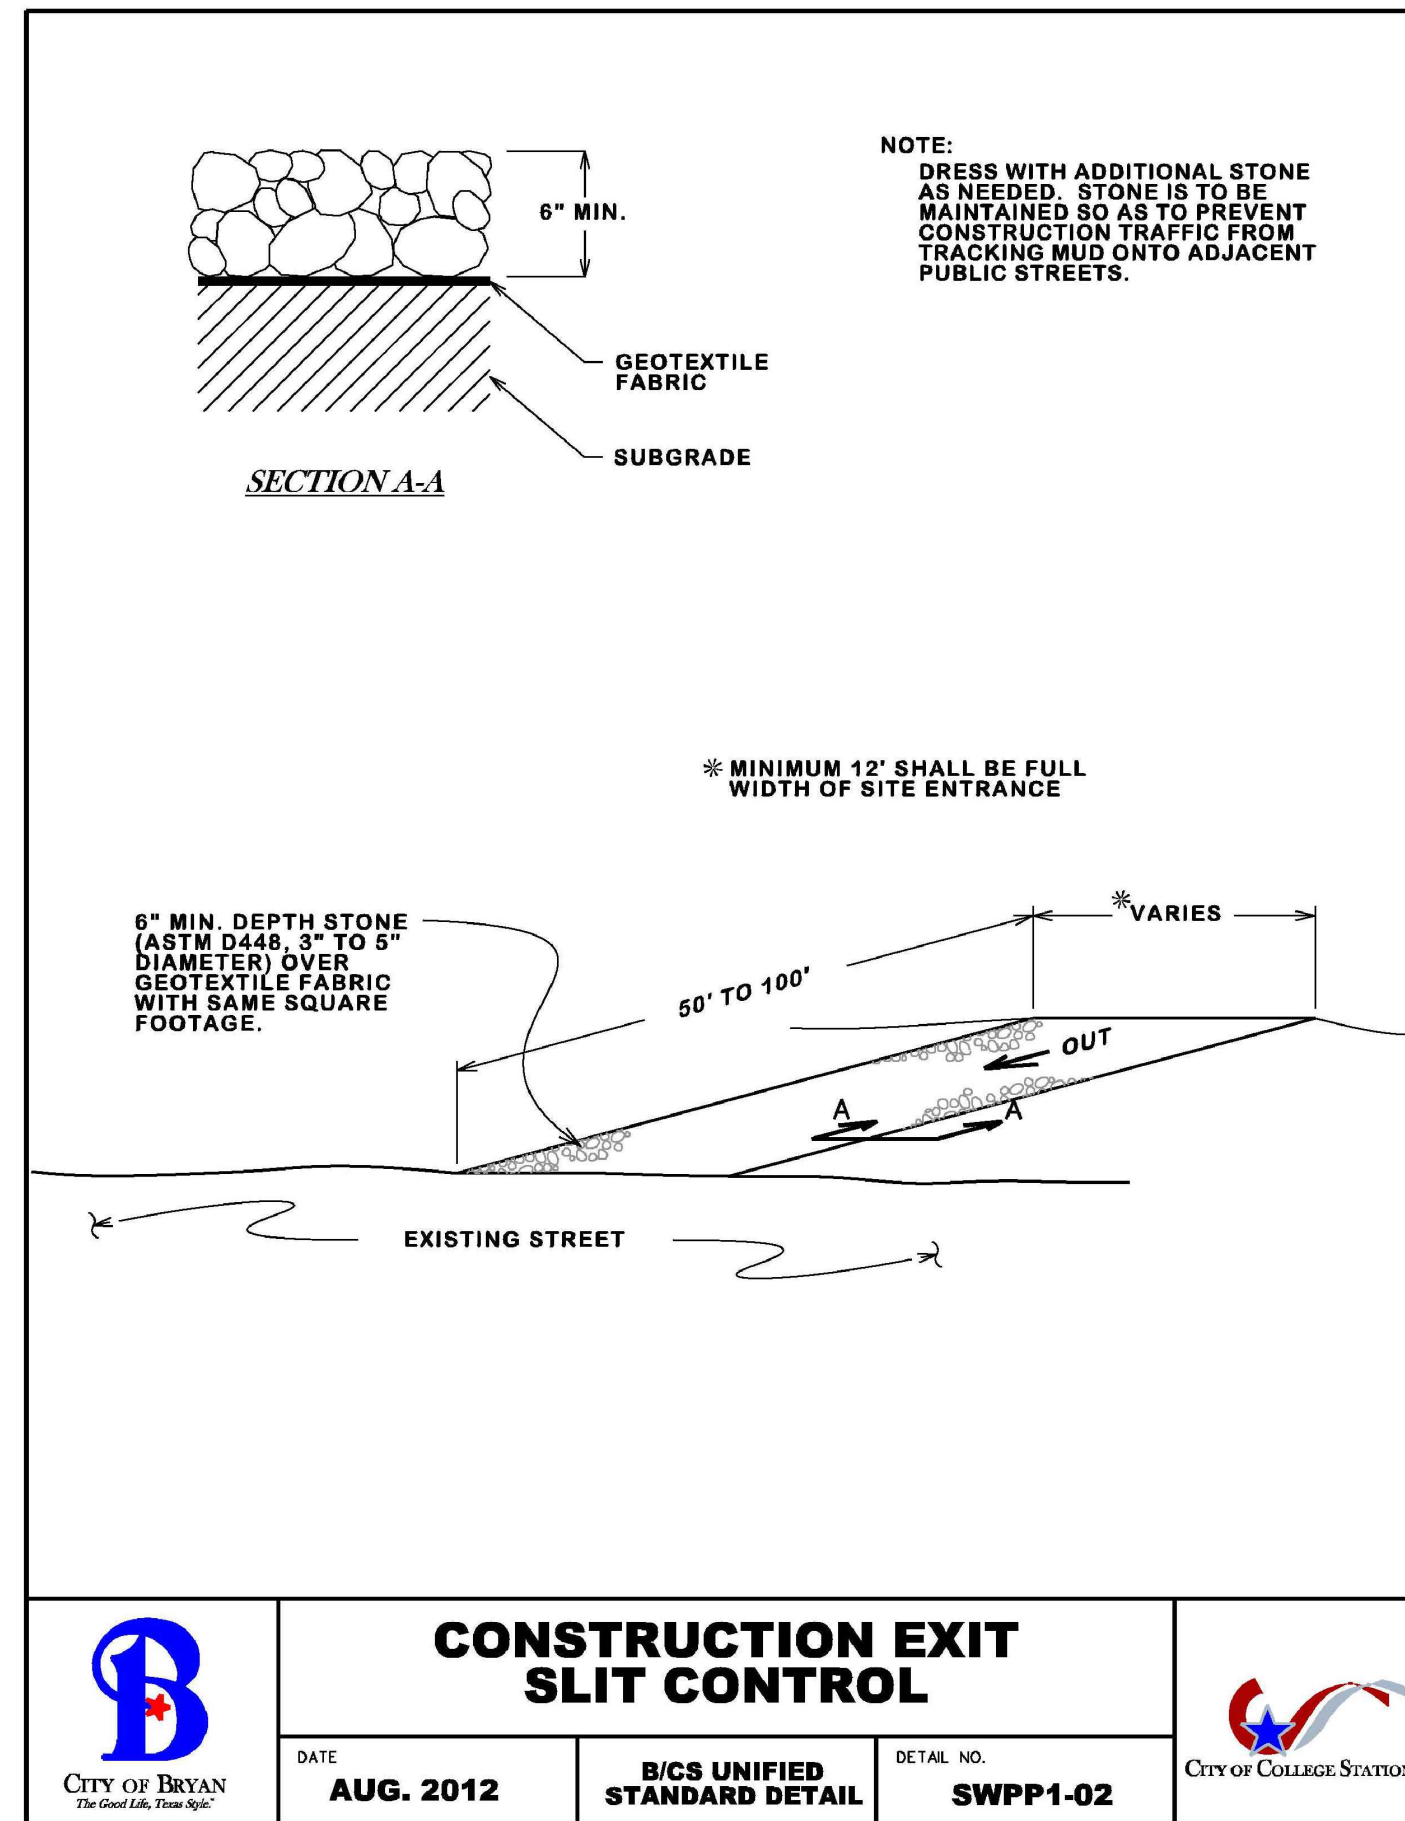 6" MIN.
NOTE:
DRESS WITH ADDITIONAL STONE
AS NEEDED. STONE IS TO BE
MAINTAINED SO AS TO PREVENT
CONSTRUCTION TRAFFIC FROM
TRACKING MUD ONTO ADJACENT
PUBLIC STREETS.
GEOTEXTILE
FABRIC
SUBGRADE
SECTION A-A
※ MINIMUM 12' SHALL BE FULL
WIDTH OF SITE ENTRANCE
6" MIN. DEPTH STONE
(ASTM D448, 3" TO 5"
DIAMETER) OVER
GEOTEXTILE FABRIC
WITH SAME SQUARE
FOOTAGE.
50' TO 100'
※VARIES
OUT
A
A
EXISTING STREET
CITY OF BRYAN
The Good Life, Texas Style.™
CONSTRUCTION EXIT
SLIT CONTROL
DATE
AUG. 2012
B/CS UNIFIED
STANDARD DETAIL
DETAIL NO.
SWPP1-02
CITY OF COLLEGE STATION